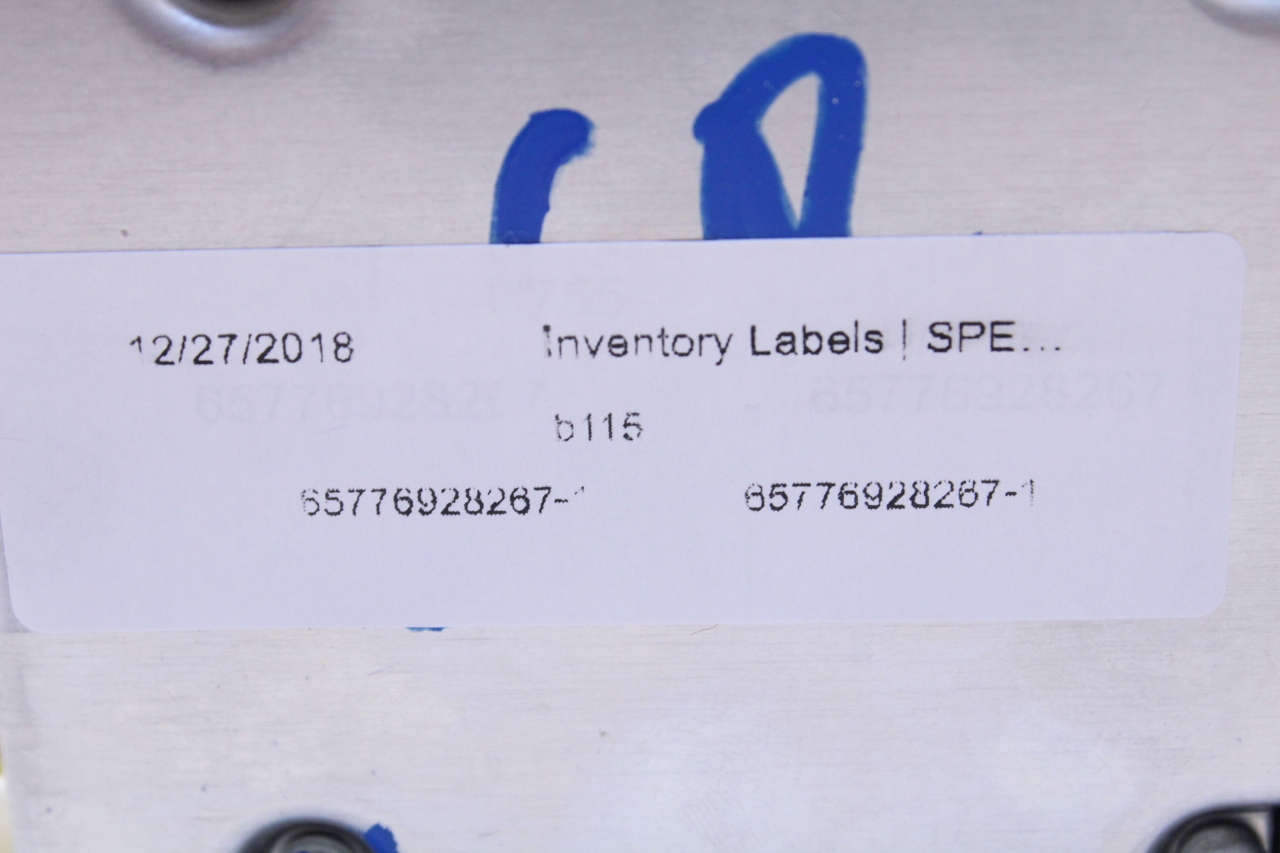 12/27/2018 Inventory Labels | SPE...
b115
65776928267-1 65776928267-1